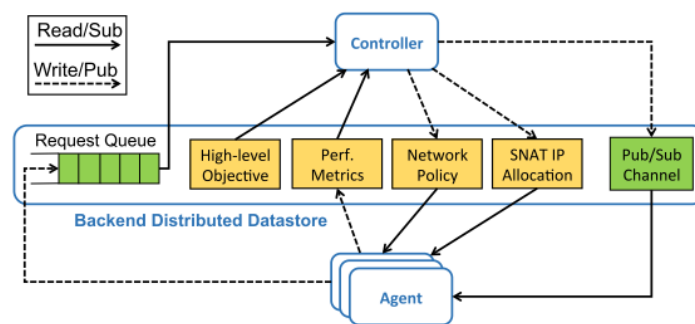 Read/Sub
Write/Pub
Controller
Request Queue
High-level
Objective
Perf.
Metrics
Network
Policy
SNAT IP
Allocation
Pub/Sub
Channel
Backend Distributed Datastore
Agent